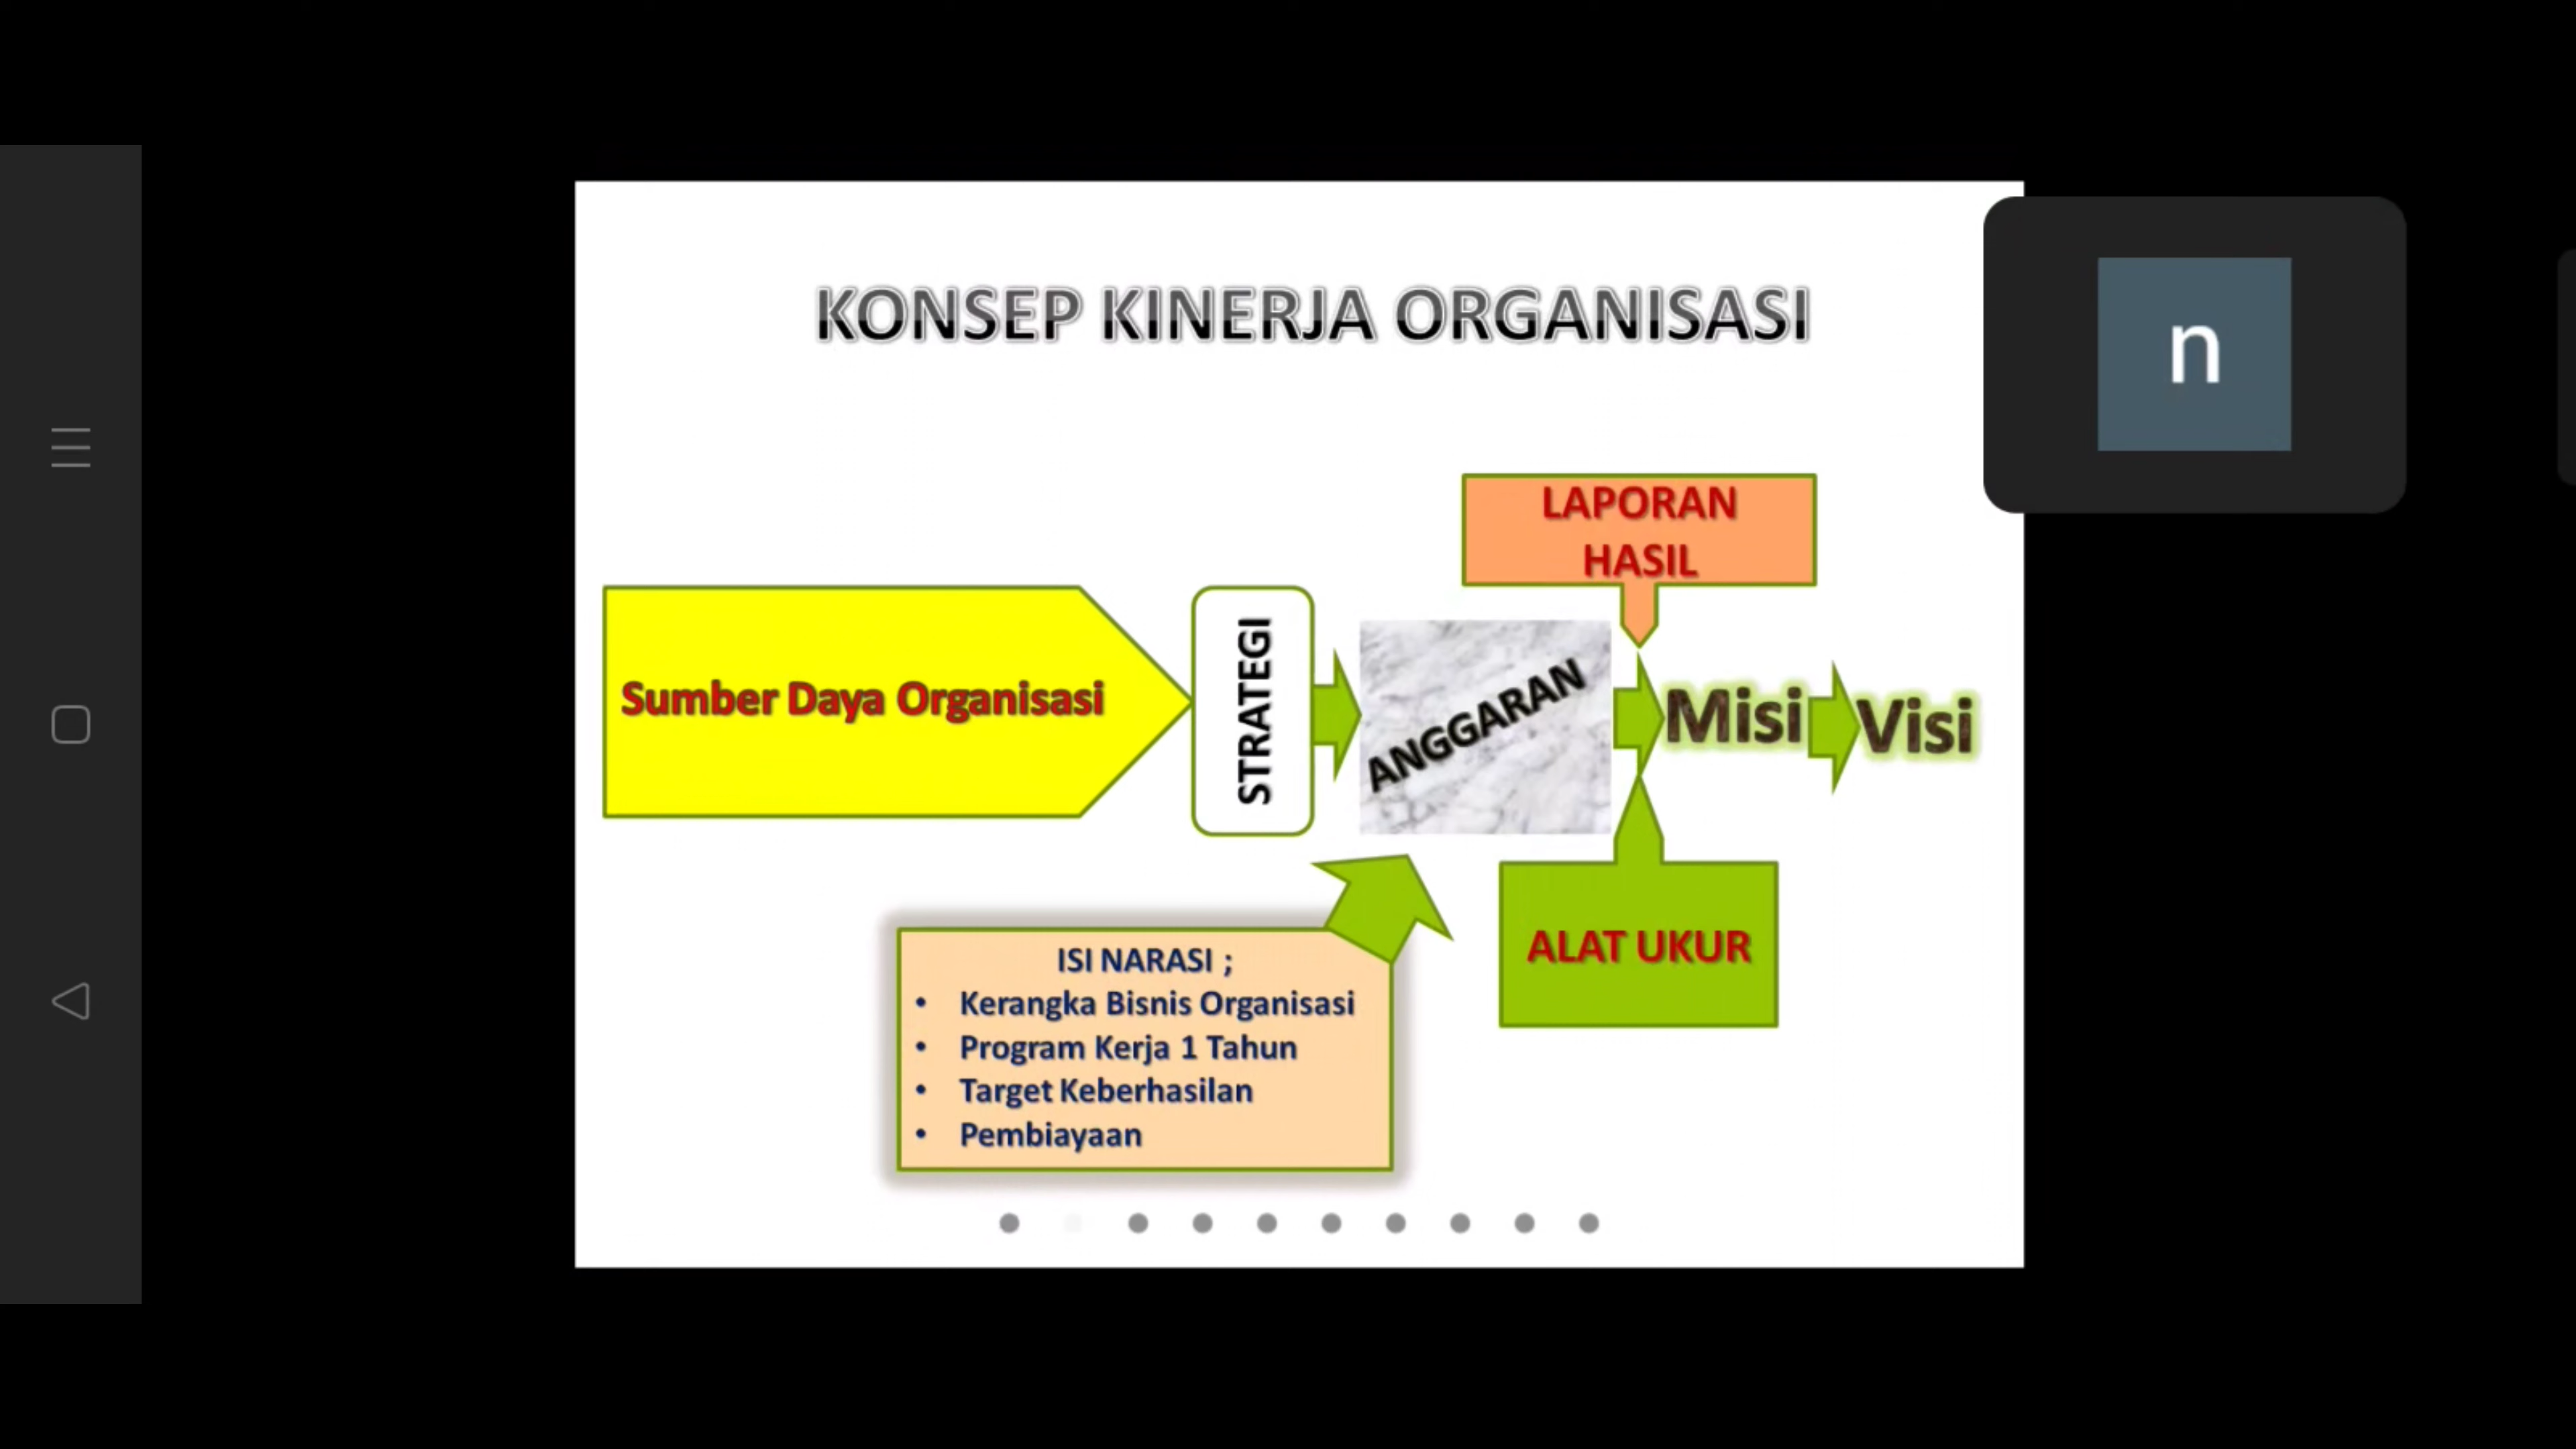 KONSEP KINERJA ORGANISASI
n
LAPORAN
HASIL
Sumber Daya Organisasi
STRATEGI
ANGGARAN
Misi
Visi
ALAT UKUR
ISI NARASI ;
• Kerangka Bisnis Organisasi
• Program Kerja 1 Tahun
• Target Keberhasilan
• Pembiayaan